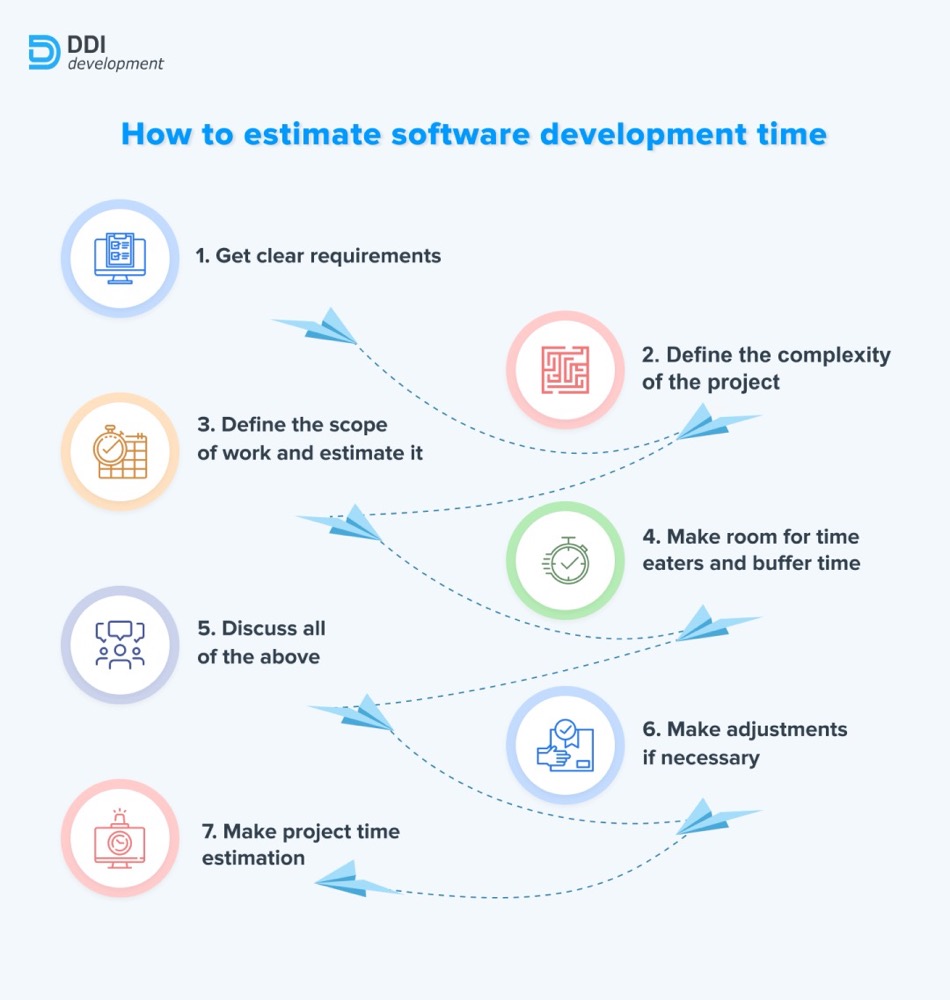 DDI
development
How to estimate software development time
1. Get clear requirements
2. Define the complexity
of the project
3. Define the scope
of work and estimate it
4. Make room for time
eaters and buffer time
5. Discuss all
of the above
6. Make adjustments
if necessary
7. Make project time
estimation